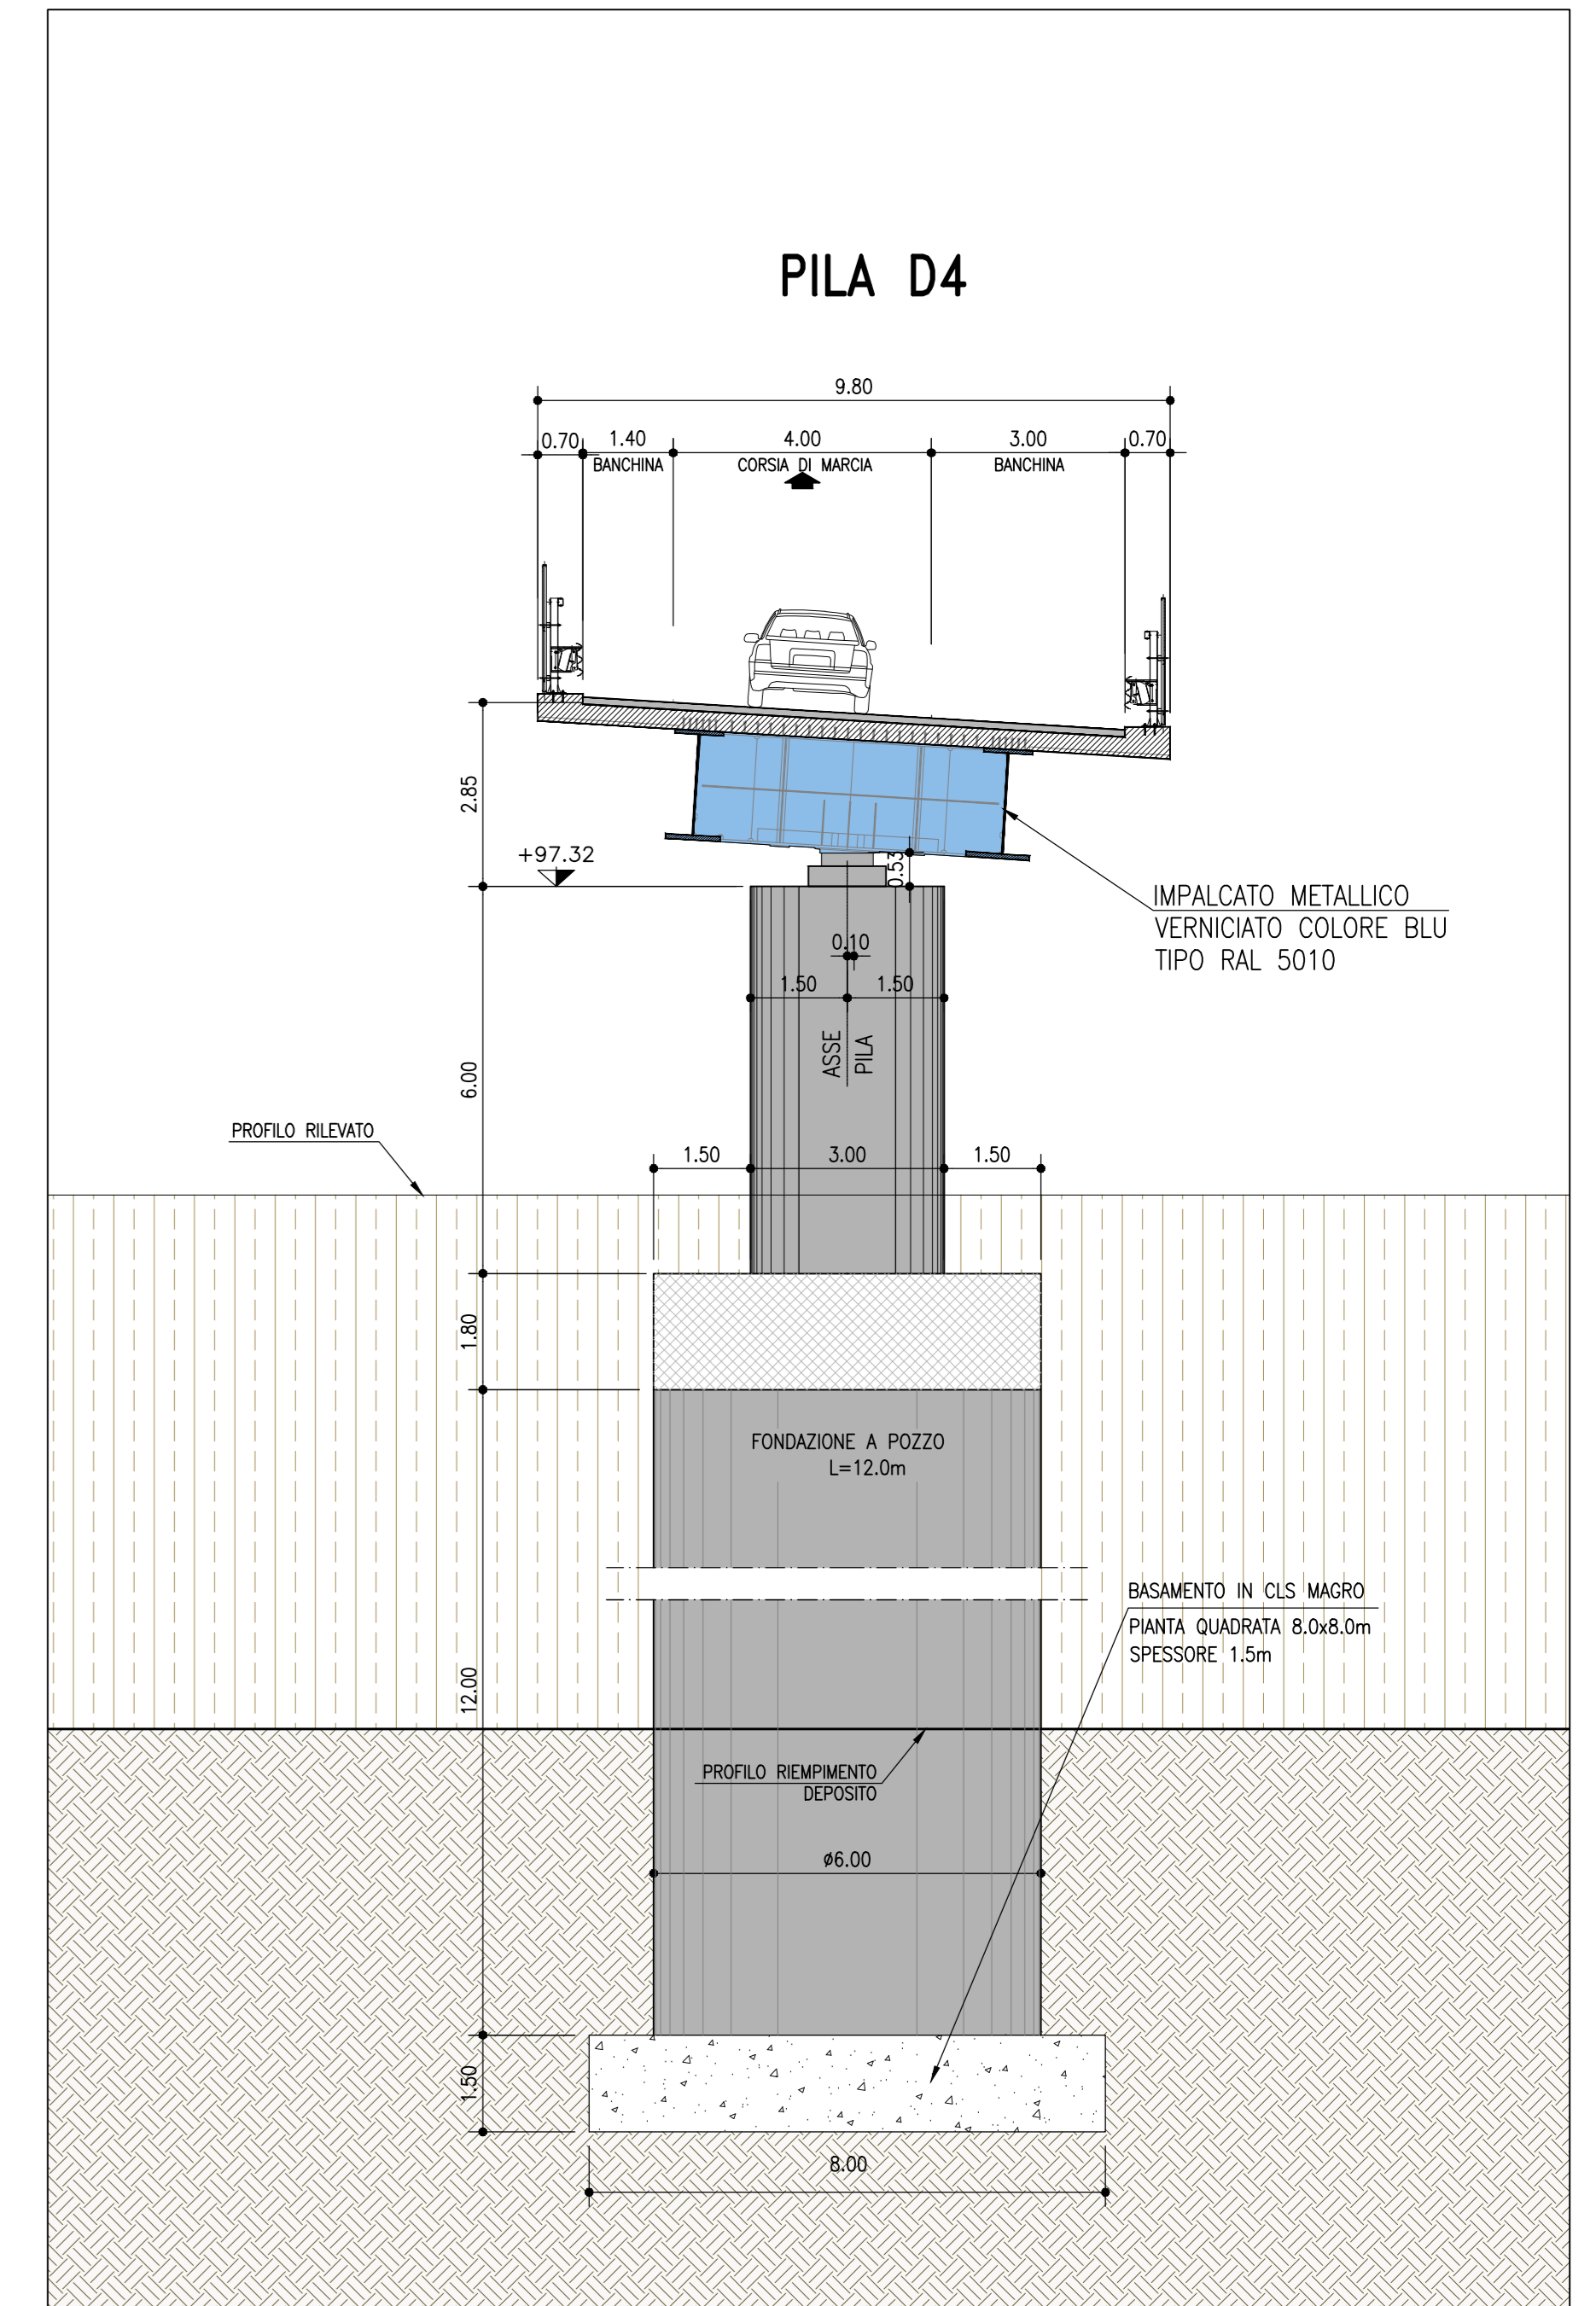 PILA D4
9.80
0.70 1.40 4.00 3.00 0.70
BANCHINA CORSIA DI MARCIA BANCHINA
2.85
+97.32
0.53
IMPALCATO METALLICO
VERNICIATO COLORE BLU
TIPO RAL 5010
0.10
1.50 1.50
ASSE
PILA
6.00
PROFILO RILEVATO
1.50 3.00 1.50
1.80
FONDAZIONE A POZZO
L=12.0m
BASAMENTO IN CLS MAGRO
PIANTA QUADRATA 8.0x8.0m
SPESSORE 1.5m
12.00
PROFILO RIEMPIMENTO
DEPOSITO
ø6.00
1.50
8.00